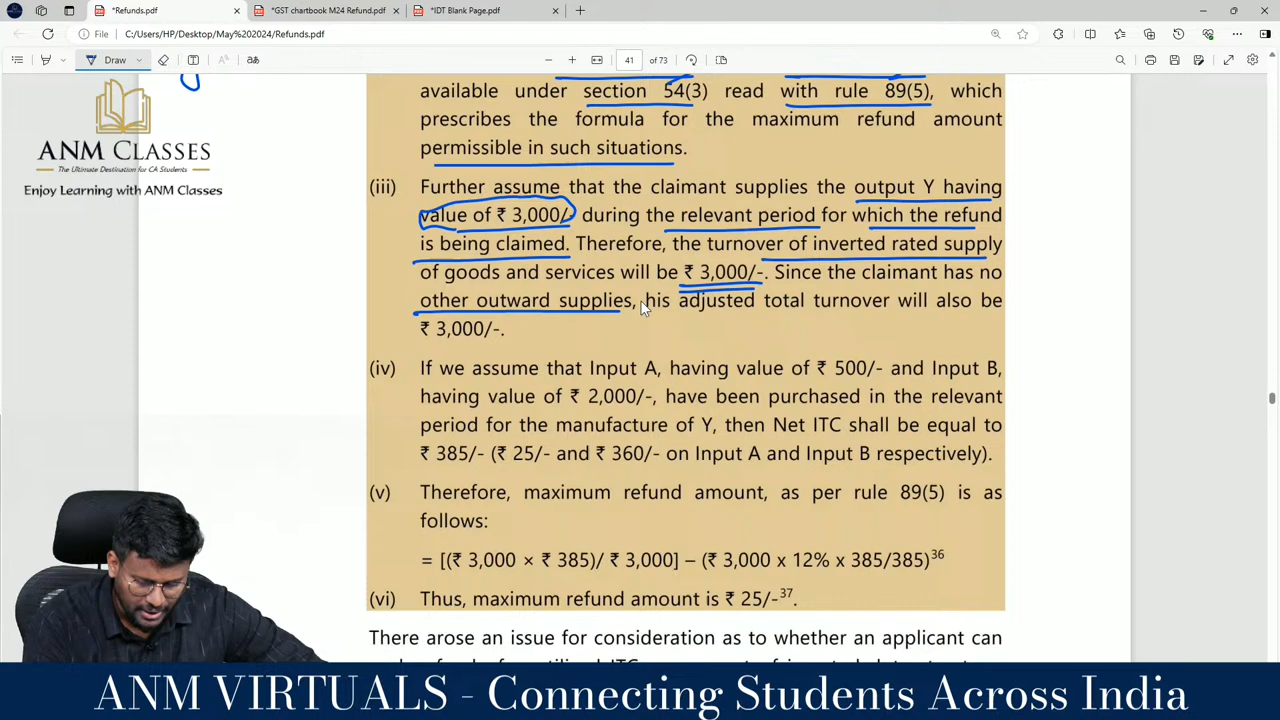 *Refunds.pdf
*GST chartbook M24 Refund.pdf
*IDT Blank Page.pdf
File
C:/Users/HP/Desktop/May%202024/Refunds.pdf
Draw
aあ
41 of 73
ANM CLASSES
The Ultimate Destination for CA Students
Enjoy Learning with ANM Classes
available under section 54(3) read with rule 89(5), which
prescribes the formula for the maximum refund amount
permissible in such situations.
(iii) Further assume that the claimant supplies the output Y having
value of ₹ 3,000/- during the relevant period for which the refund
is being claimed. Therefore, the turnover of inverted rated supply
of goods and services will be ₹ 3,000/-. Since the claimant has no
other outward supplies, his adjusted total turnover will also be
₹ 3,000/-.
(iv) If we assume that Input A, having value of ₹ 500/- and Input B,
having value of ₹ 2,000/-, have been purchased in the relevant
period for the manufacture of Y, then Net ITC shall be equal to
₹ 385/- (₹ 25/- and ₹ 360/- on Input A and Input B respectively).
(v) Therefore, maximum refund amount, as per rule 89(5) is as
follows:
= [(₹ 3,000 × ₹ 385)/ ₹ 3,000] – (₹ 3,000 x 12% x 385/385)36
(vi) Thus, maximum refund amount is ₹ 25/-37.
There arose an issue for consideration as to whether an applicant can
ANM VIRTUALS - Connecting Students Across India